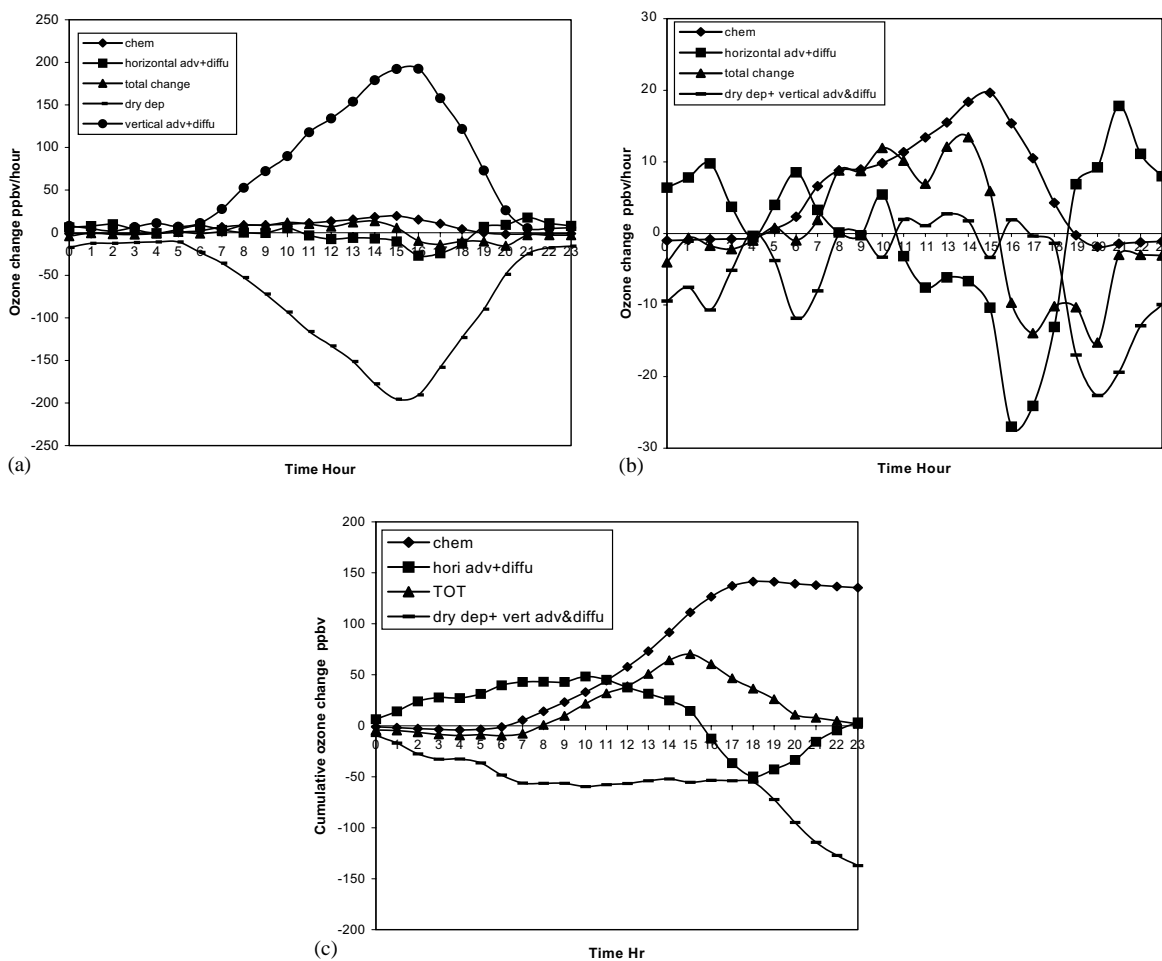 250
200
150
100
50
0
-50
-100
-150
-200
-250
Ozone change ppbv/hour
chem
horizontal adv+diffu
total change
dry dep
vertical adv+diffu
0 1 2 3 4 5 6 7 8 9 10 11 12 13 14 15 16 17 18 19 20 21 22 23
(a)
Time Hour
30
20
10
0
-10
-20
-30
Ozone change ppbv/hour
chem
horizontal adv+diffu
total change
dry dep+ vertical adv&diffu
0 1 2 3 4 5 6 7 8 9 10 11 12 13 14 15 16 17 18 19 20 21 22 23
(b)
Time Hour
200
150
100
50
0
-50
-100
-150
-200
Cumulative ozone change ppbv
chem
hori adv+diffu
TOT
dry dep+ vert adv&diffu
0 1 2 3 4 5 6 7 8 9 10 11 12 13 14 15 16 17 18 19 20 21 22 23
(c)
Time Hr